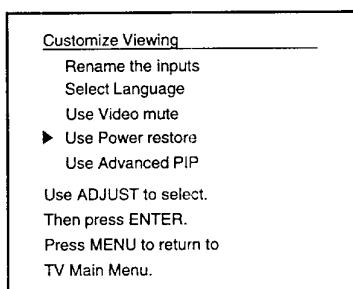 Customize Viewing
Rename the inputs
Select Language
Use Video mute
Use Power restore
Use Advanced PIP
Use ADJUST to select.
Then press ENTER.
Press MENU to return to
TV Main Menu.